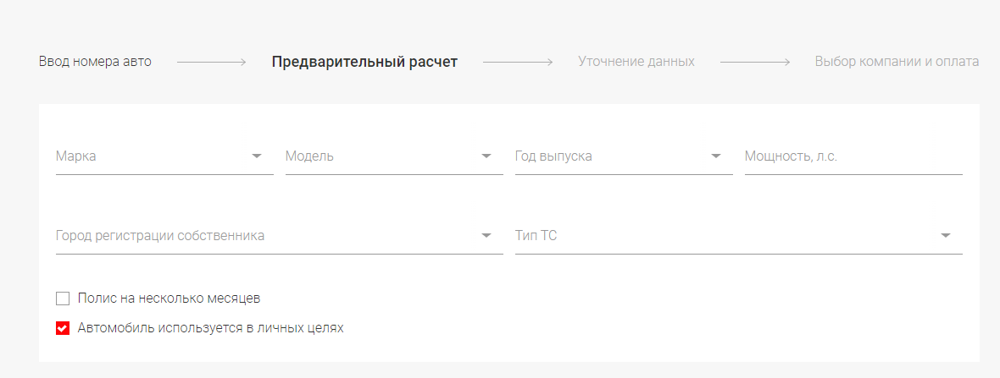 Ввод номера авто Предварительный расчет Уточнение данных Выбор компании и оплата
Марка Модель Год выпуска Мощность, л.с.
Город регистрации собственника Тип ТС
Полис на несколько месяцев
Автомобиль используется в личных целях